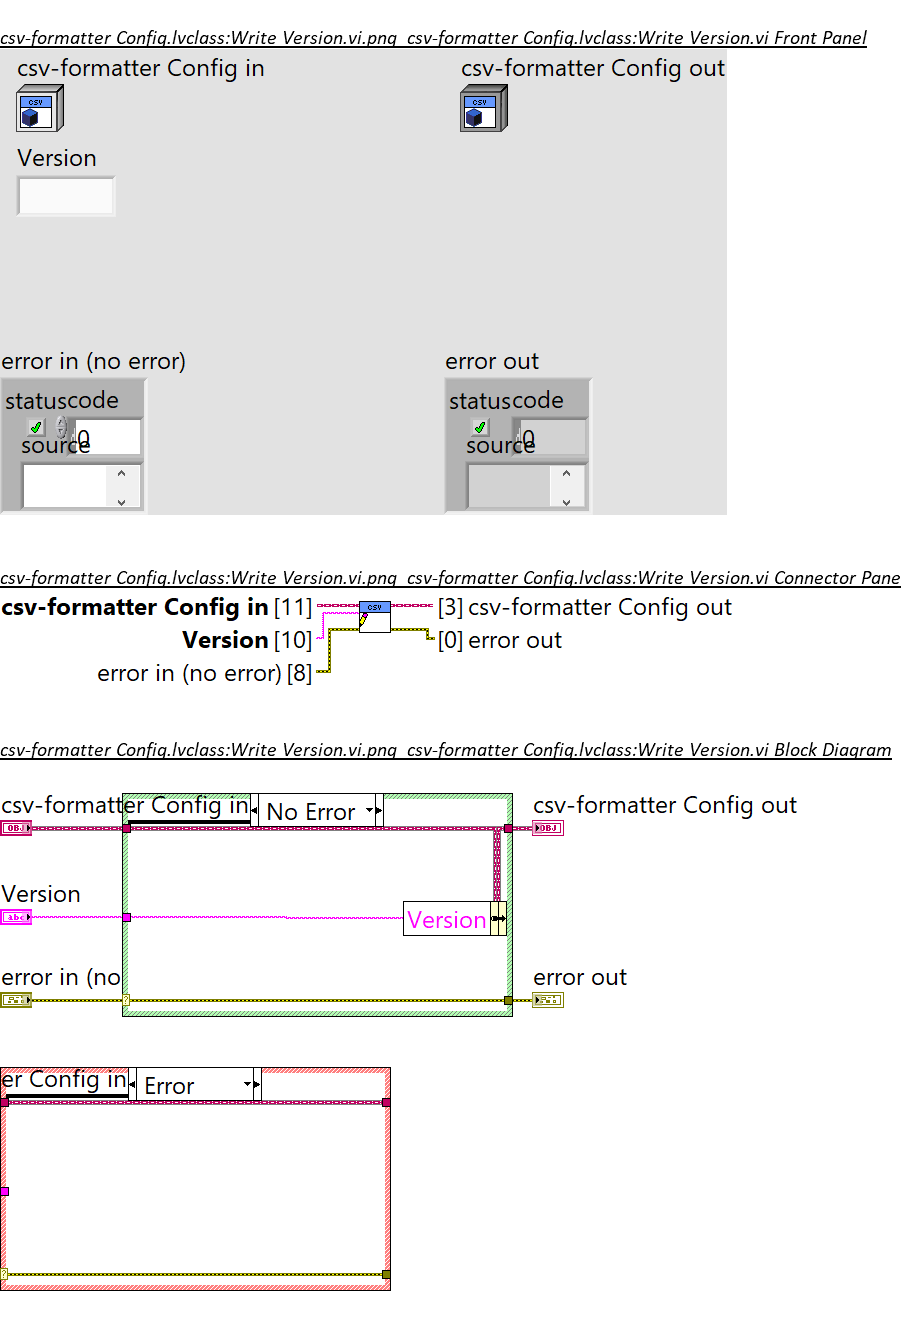 csv-formatter Config.lvclass:Write Version.vi.png csv-formatter Config.lvclass:Write Version.vi Front Panel
csv-formatter Config in csv-formatter Config out
CSV CSV
Version
error in (no error) error out
status code status code
0 0
source source
csv-formatter Config.lvclass:Write Version.vi.png csv-formatter Config.lvclass:Write Version.vi Connector Pane
csv-formatter Config in [11] CSV [3] csv-formatter Config out
Version [10] [0] error out
error in (no error) [8]
csv-formatter Config.lvclass:Write Version.vi.png csv-formatter Config.lvclass:Write Version.vi Block Diagram
csv-formatter Config in No Error csv-formatter Config out
OBJ OBJ
Version
abc Version
error in (no error out
?
er Config in Error
?